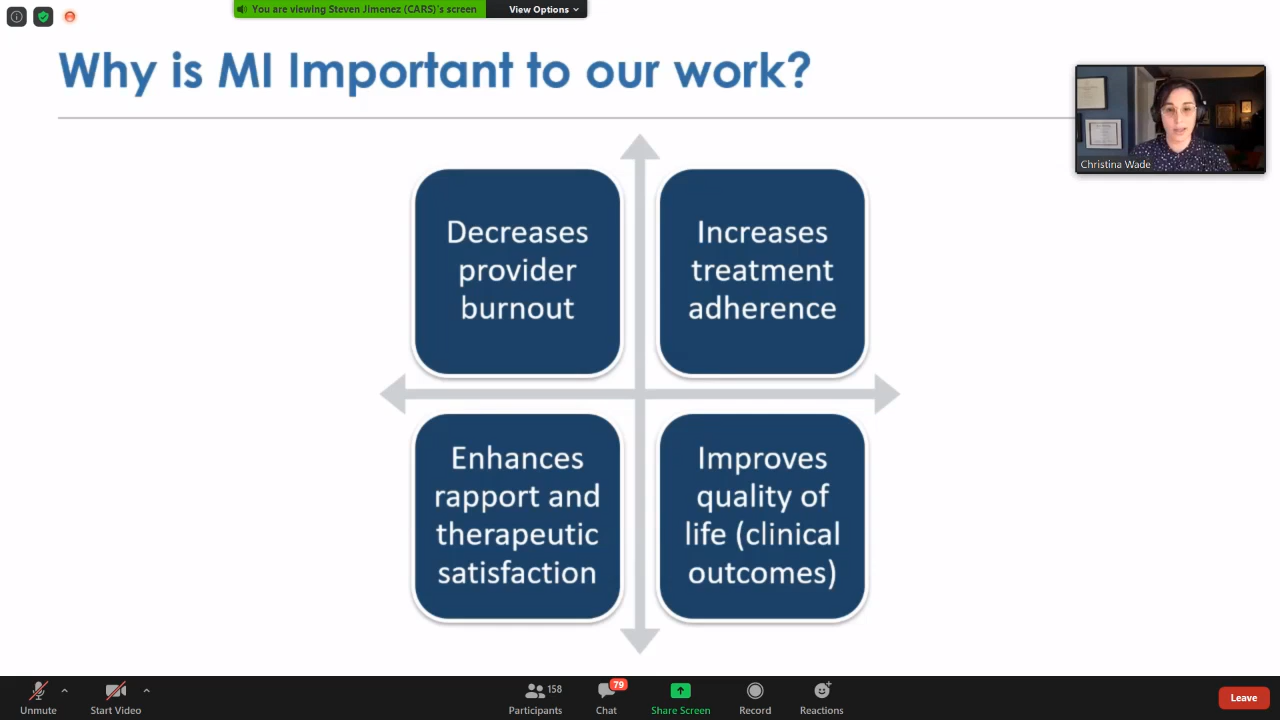 You are viewing Steven Jimenez (CARS)'s screen
View Options
Why is MI Important to our work?
Christina Wade
Decreases
provider
burnout
Increases
treatment
adherence
Enhances
rapport and
therapeutic
satisfaction
Improves
quality of
life (clinical
outcomes)
Unmute
Start Video
158
Participants
79
Chat
Share Screen
Record
Reactions
Leave